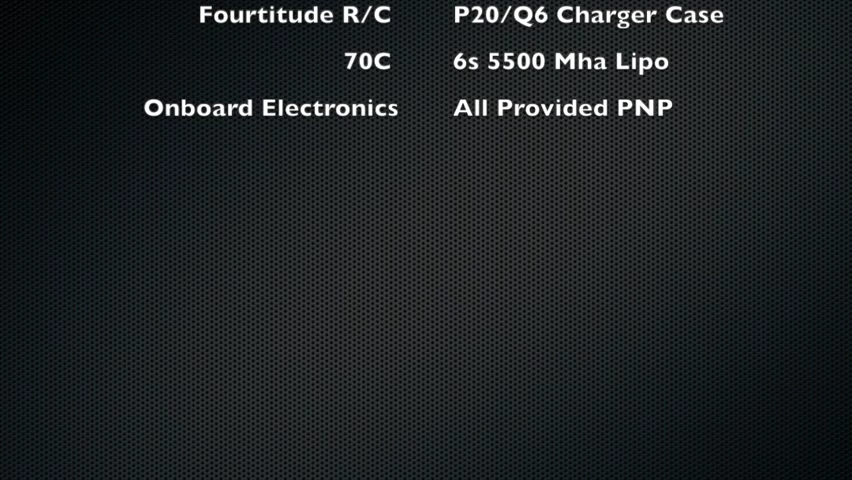 Fourtitude R/C P20/Q6 Charger Case
70C 6s 5500 Mha Lipo
Onboard Electronics All Provided PNP